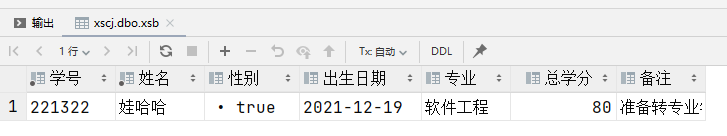 输出 xscj.dbo.xsb
1 行 Tx: 自动 DDL
学号 姓名 性别 出生日期 专业 总学分 备注
1 221322 娃哈哈 • true 2021-12-19 软件工程 80 准备转专业